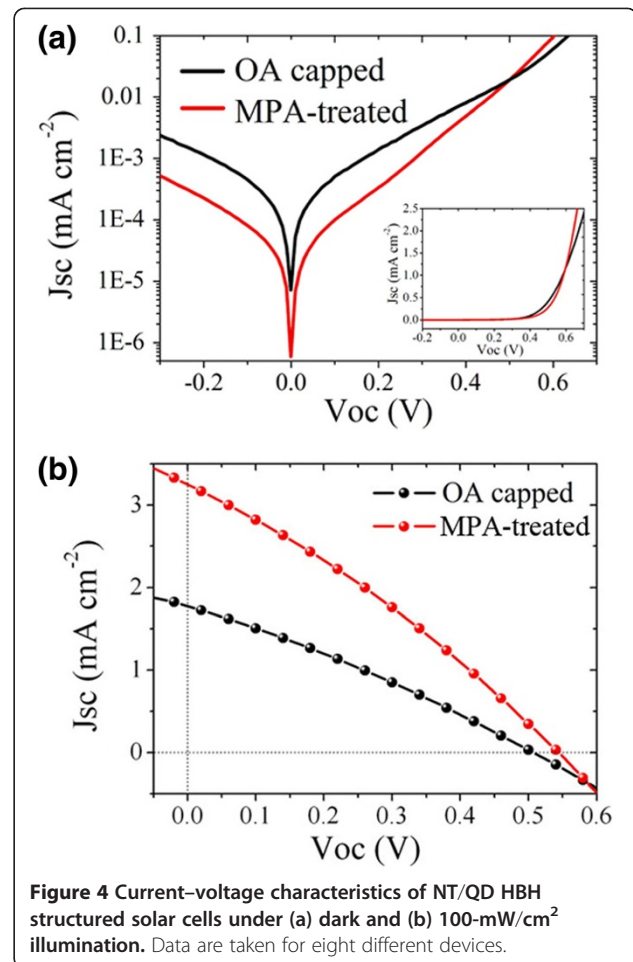 (a)
0.1
0.01
1E-3
1E-4
1E-5
1E-6
Jsc (mA cm⁻²)
OA capped
MPA-treated
2.5
2.0
1.5
1.0
0.5
0.0
Jsc (mA cm⁻²)
-0.2 0.0 0.2 0.4 0.6
Voc (V)
-0.2 0.0 0.2 0.4 0.6
Voc (V)
(b)
3
2
1
0
Jsc (mA cm⁻²)
OA capped
MPA-treated
0.0 0.1 0.2 0.3 0.4 0.5 0.6
Voc (V)
Figure 4 Current–voltage characteristics of NT/QD HBH
structured solar cells under (a) dark and (b) 100-mW/cm²
illumination. Data are taken for eight different devices.